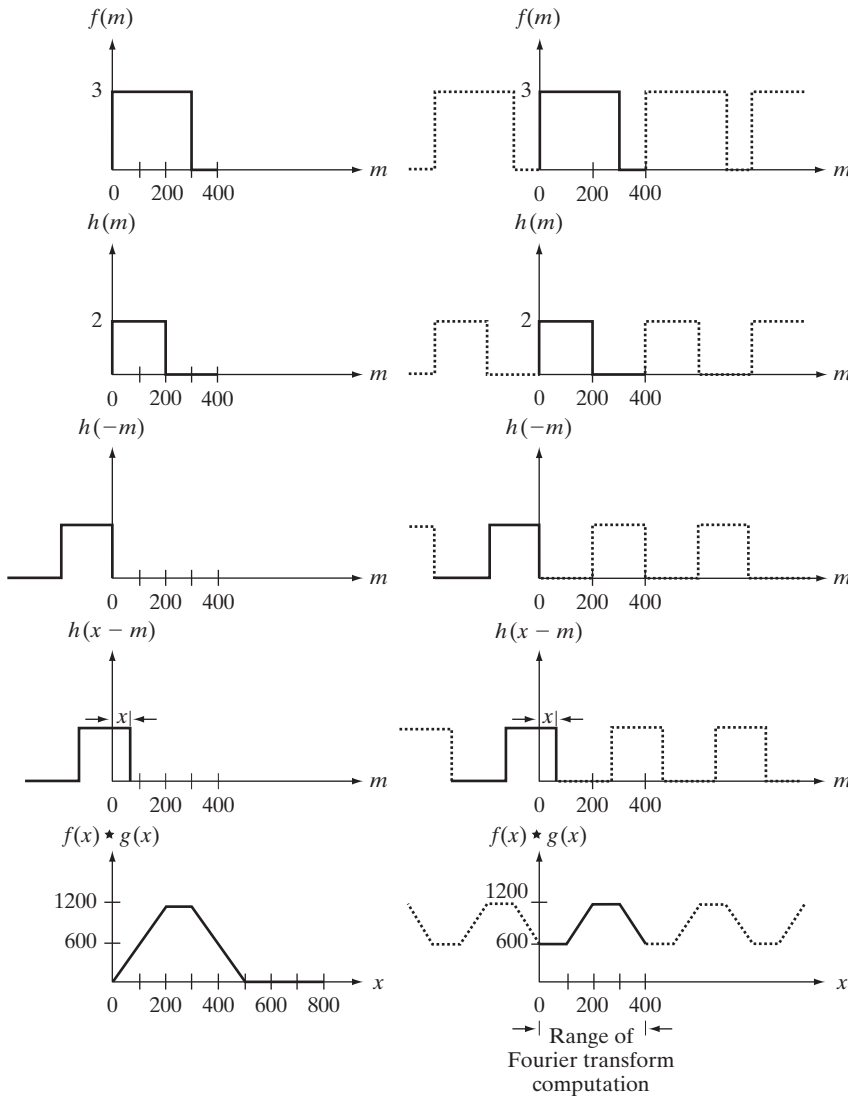 f(m) f(m)
3 3
m m
0 200 400 0 200 400
h(m) h(m)
2 2
m m
0 200 400 0 200 400
h(−m) h(−m)
m m
0 200 400 0 200 400
h(x − m) h(x − m)
x x
m m
0 200 400 0 200 400
f(x) ★ g(x) f(x) ★ g(x)
1200 1200
600 600
x x
0 200 400 600 800 0 200 400
Range of
Fourier transform
computation